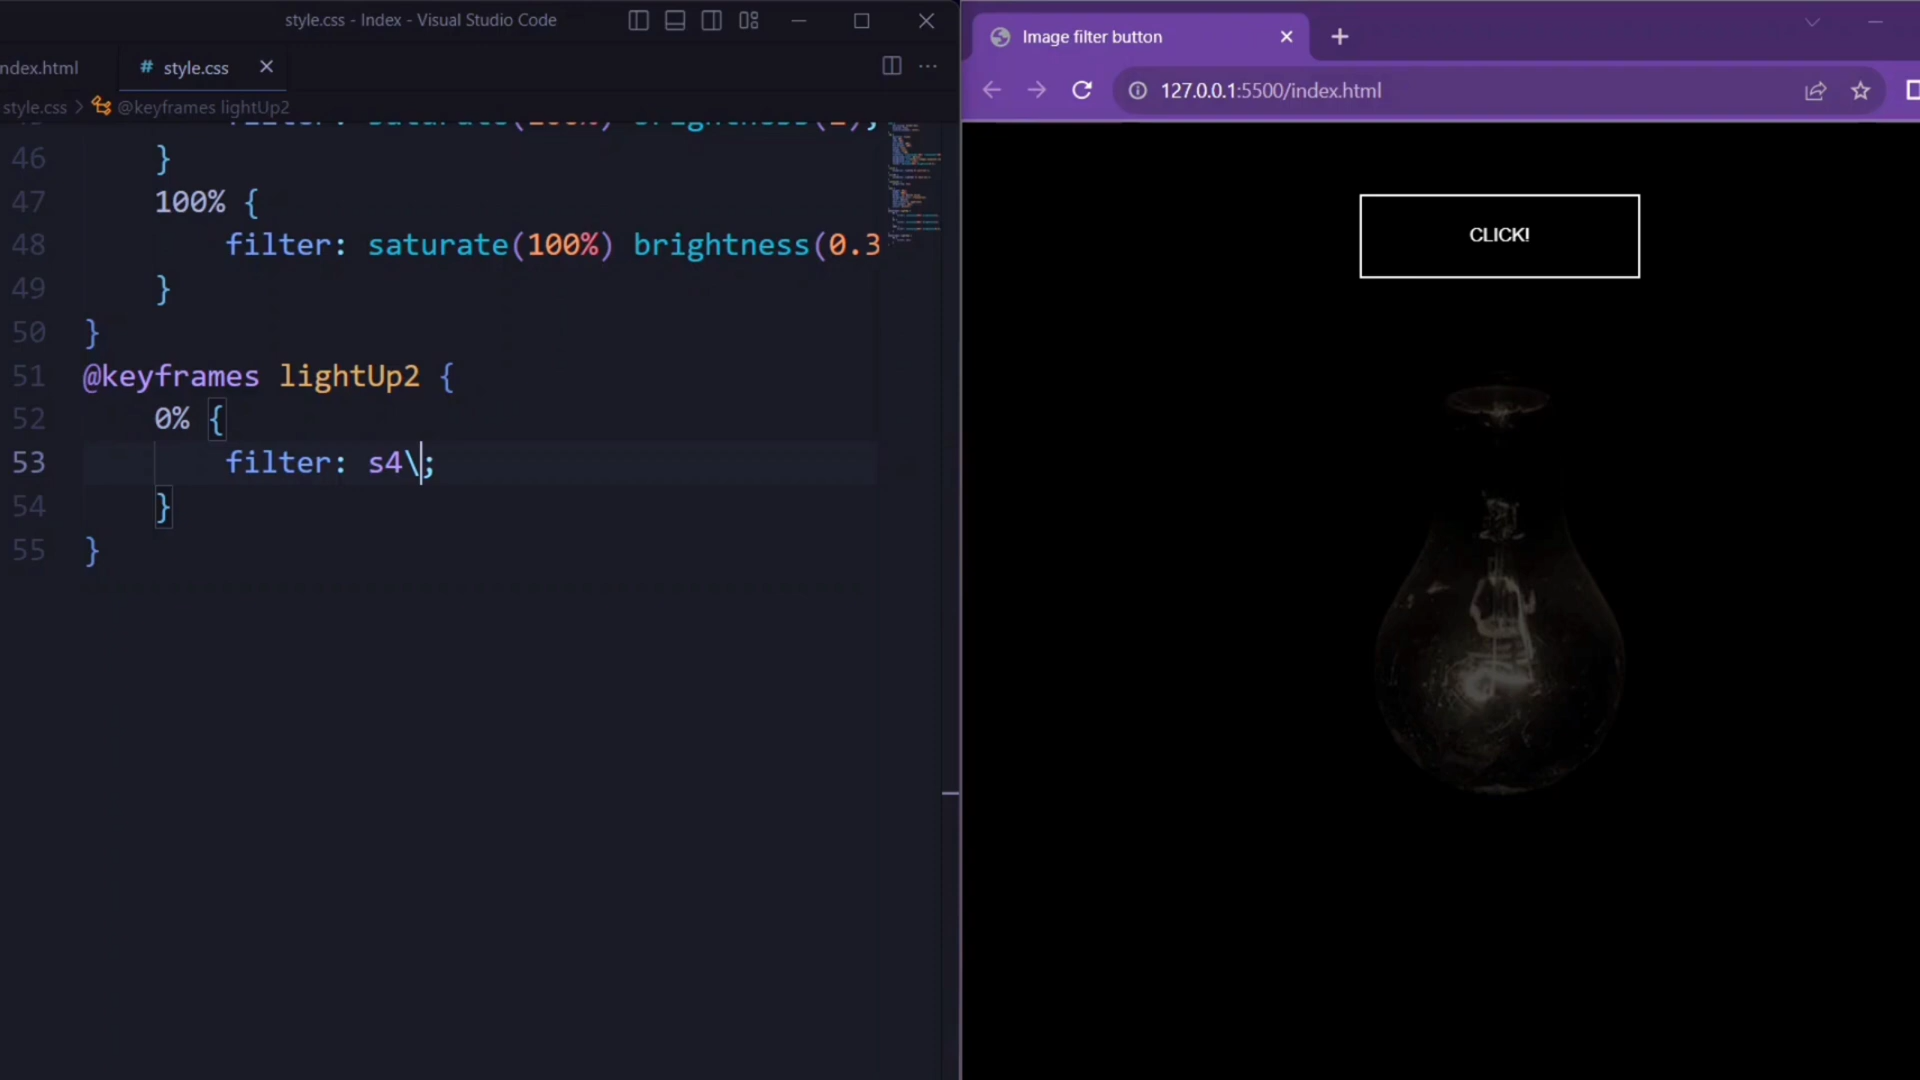 style.css - Index - Visual Studio Code
ndex.html
# style.css
style.css > @keyframes lightUp2
46 }
47 100% {
48 filter: saturate(100%) brightness(0.3
49 }
50 }
51 @keyframes lightUp2 {
52 0% {
53 filter: s4\;
54 }
55 }
Image filter button
127.0.0.1:5500/index.html
CLICK!